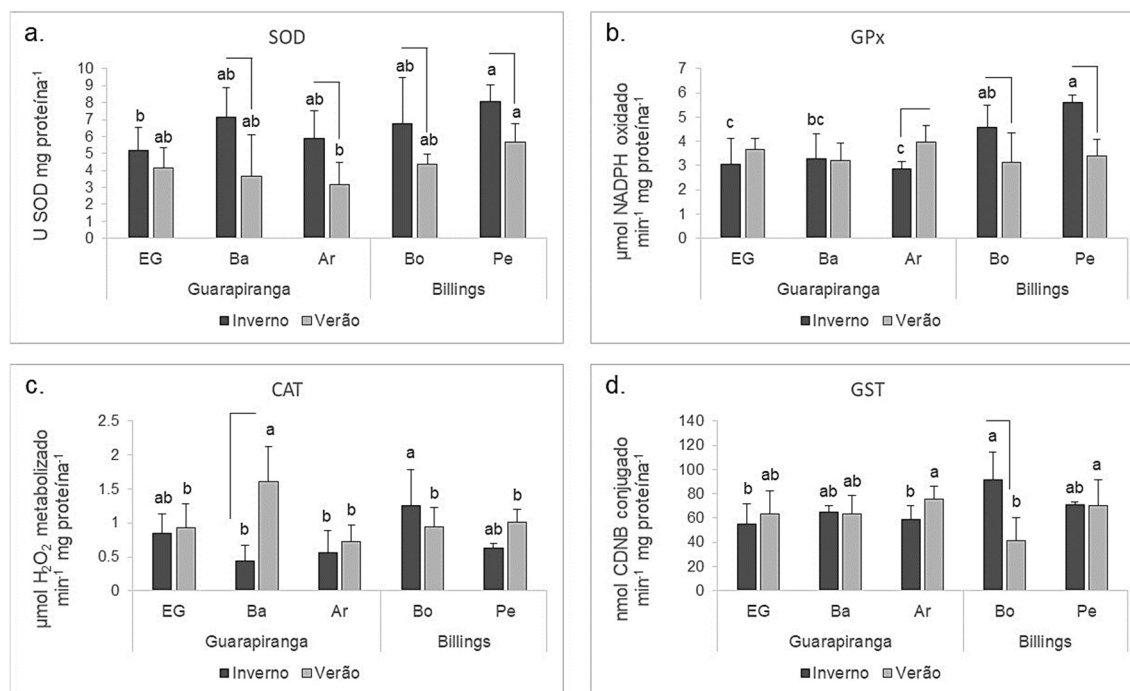 a.
SOD
U SOD mg proteína⁻¹
10
9
8
7
6
5
4
3
2
1
0
b ab ab ab ab b ab ab a a
EG Ba Ar Bo Pe
Guarapiranga Billings
Inverno Verão
b.
GPx
µmol NADPH oxidado
min⁻¹ mg proteína⁻¹
7
6
5
4
3
2
1
0
c bc c ab a
EG Ba Ar Bo Pe
Guarapiranga Billings
Inverno Verão
c.
CAT
µmol H₂O₂ metabolizado
min⁻¹ mg proteína⁻¹
2.5
2
1.5
1
0.5
0
ab b b a b b a b ab b
EG Ba Ar Bo Pe
Guarapiranga Billings
Inverno Verão
d.
GST
nmol CDNB conjugado
min⁻¹ mg proteína⁻¹
140
120
100
80
60
40
20
0
b ab ab ab b a a b ab a
EG Ba Ar Bo Pe
Guarapiranga Billings
Inverno Verão